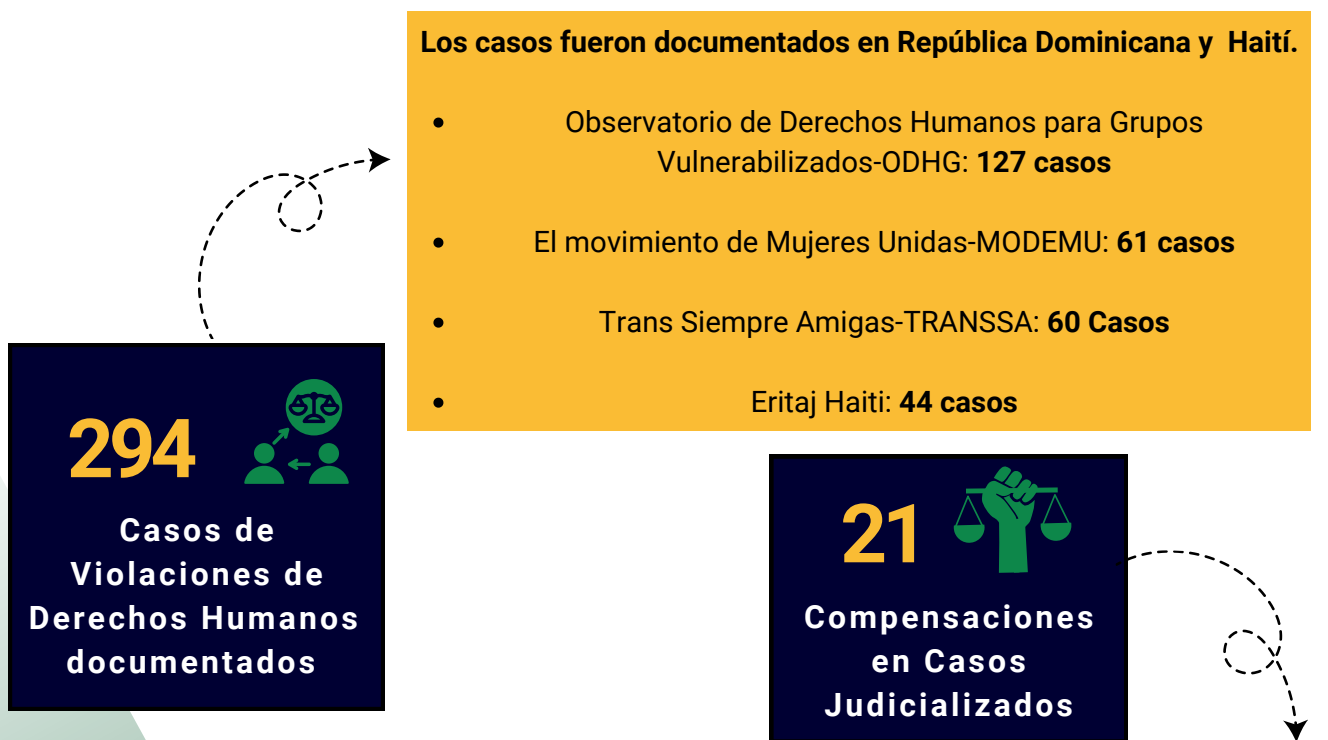 Los casos fueron documentados en República Dominicana y Haití.
• Observatorio de Derechos Humanos para Grupos
Vulnerabilizados-ODHG: 127 casos
• El movimiento de Mujeres Unidas-MODEMU: 61 casos
• Trans Siempre Amigas-TRANSSA: 60 Casos
• Eritaj Haiti: 44 casos
294
Casos de
Violaciones de
Derechos Humanos
documentados
21
Compensaciones
en Casos
Judicializados